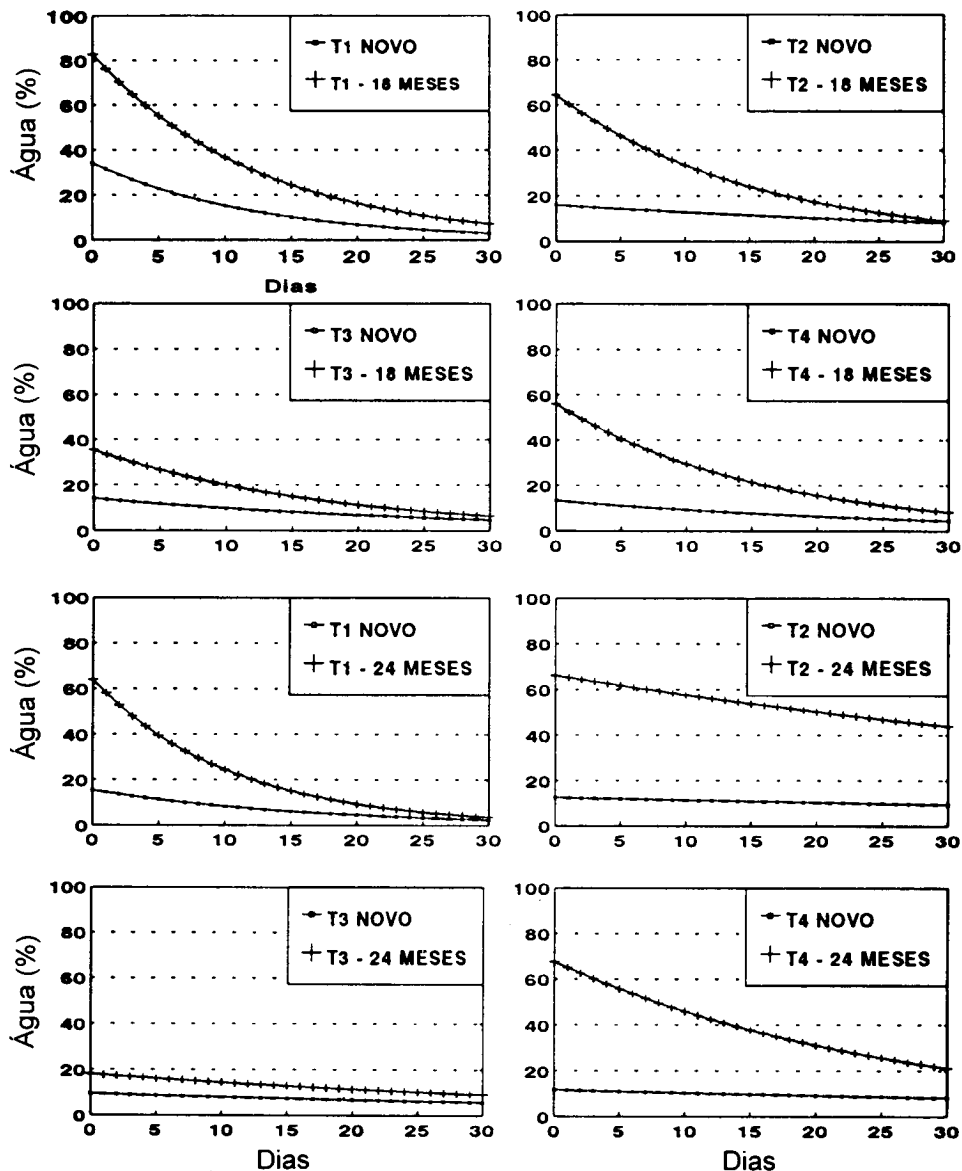 Água (%)
100
80
60
40
20
0
T1 NOVO
T1 - 18 MESES
0 5 10 15 20 25 30
Dias
100
80
60
40
20
0
T2 NOVO
T2 - 18 MESES
0 5 10 15 20 25 30
Água (%)
100
80
60
40
20
0
T3 NOVO
T3 - 18 MESES
0 5 10 15 20 25 30
100
80
60
40
20
0
T4 NOVO
T4 - 18 MESES
0 5 10 15 20 25 30
Água (%)
100
80
60
40
20
0
T1 NOVO
T1 - 24 MESES
0 5 10 15 20 25 30
100
80
60
40
20
0
T2 NOVO
T2 - 24 MESES
0 5 10 15 20 25 30
Água (%)
100
80
60
40
20
0
T3 NOVO
T3 - 24 MESES
0 5 10 15 20 25 30
Dias
100
80
60
40
20
0
T4 NOVO
T4 - 24 MESES
0 5 10 15 20 25 30
Dias